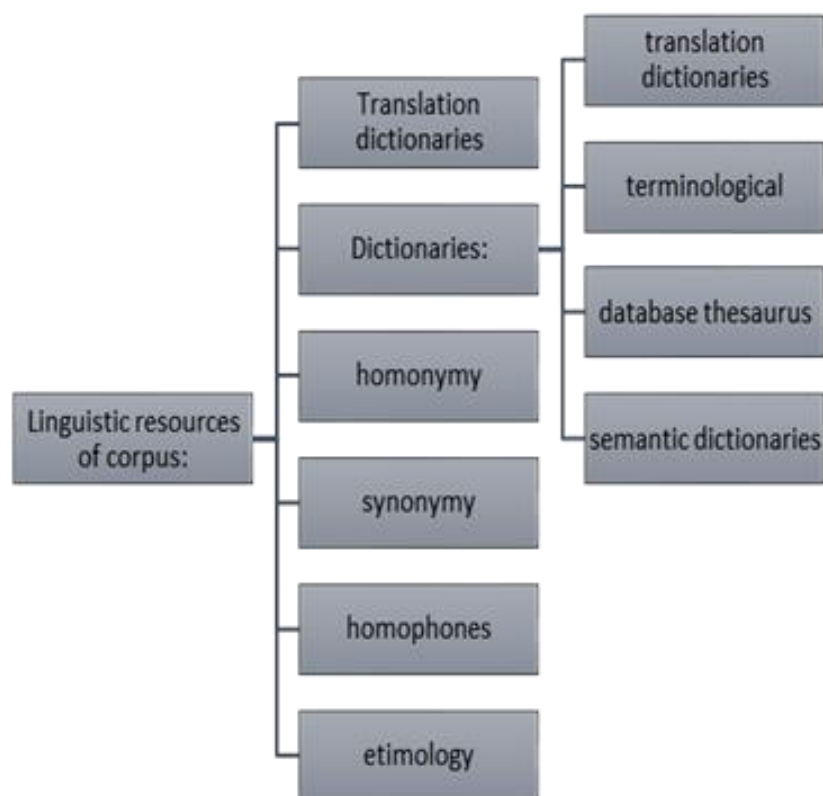 Linguistic resources
of corpus:
Translation
dictionaries
Dictionaries:
homonymy
synonymy
homophones
etimology
translation
dictionaries
terminological
database thesaurus
semantic dictionaries